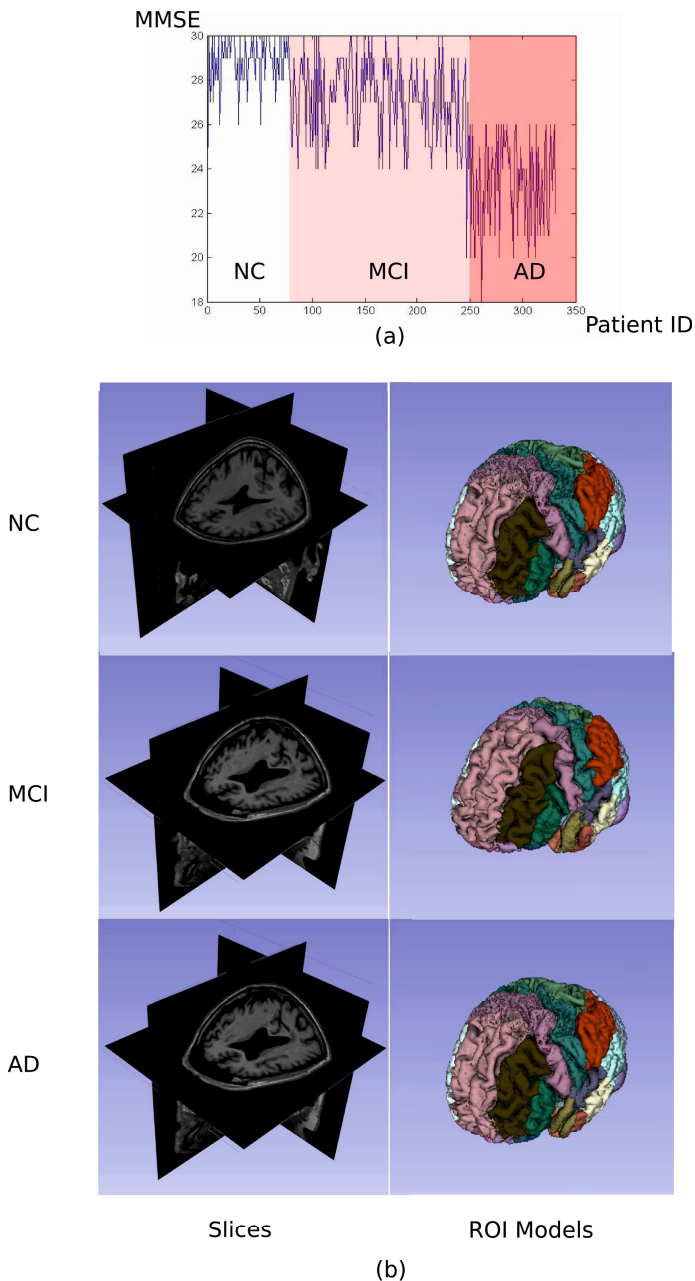 MMSE
30
28
26
24
22
20
18
NC
MCI
AD
0
50
100
150
200
250
300
350
Patient ID
(a)
NC
MCI
AD
Slices
ROI Models
(b)